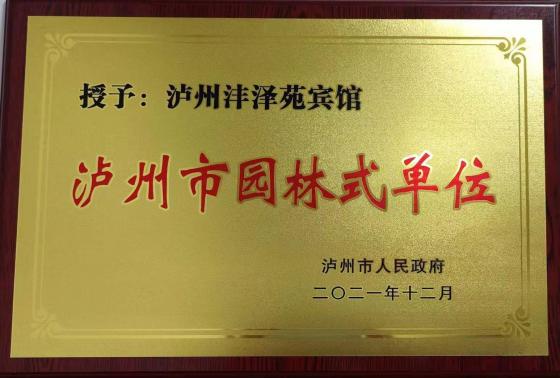 授予：泸州沣泽苑宾馆
泸州市园林式单位
泸州市人民政府
二〇二一年十二月